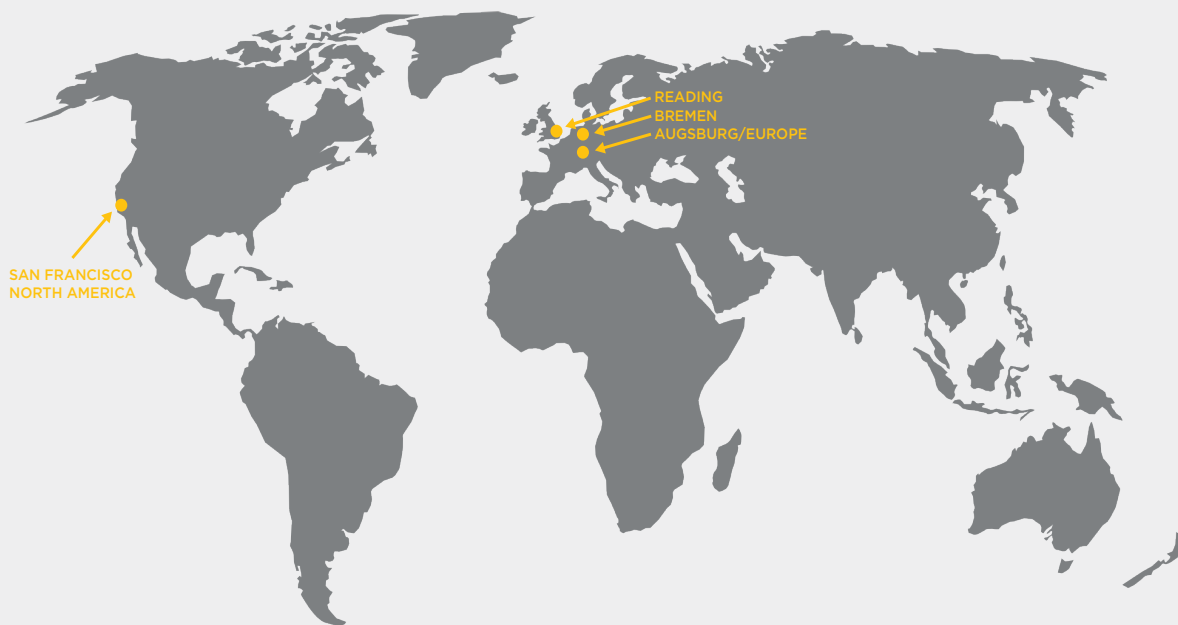 READING
BREMEN
AUGSBURG/EUROPE
SAN FRANCISCO
NORTH AMERICA